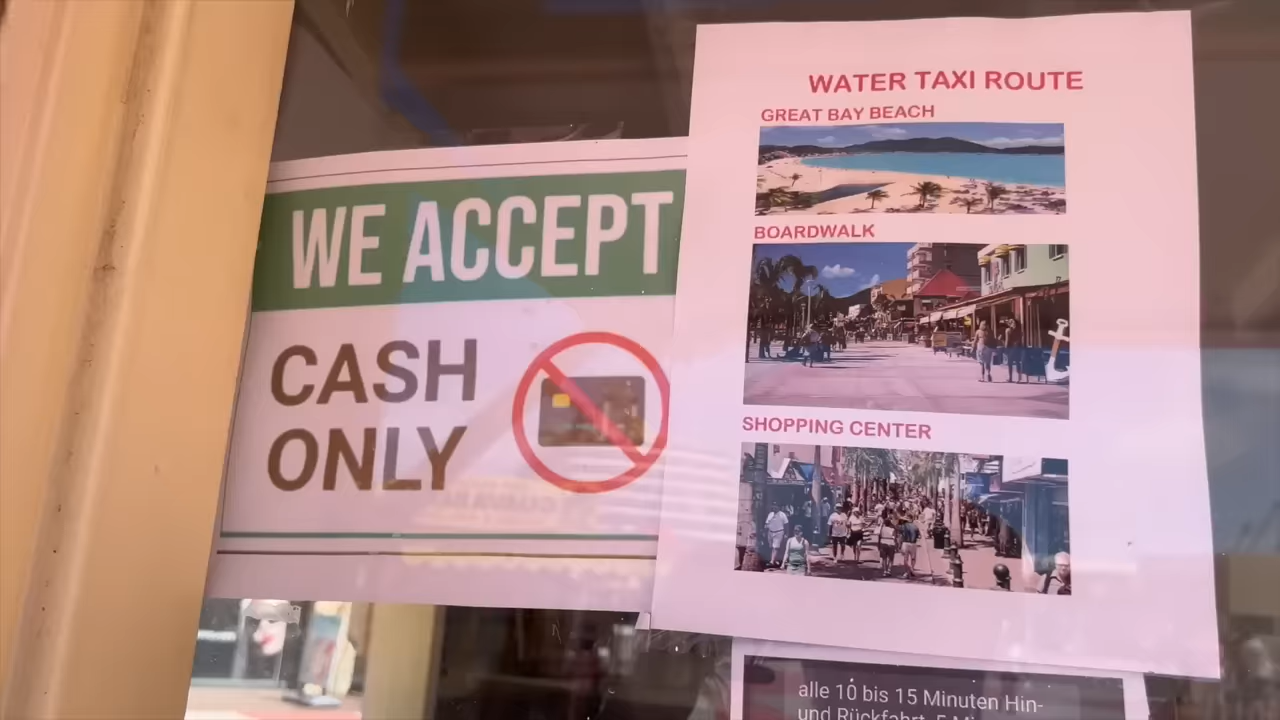 WE ACCEPT
CASH
ONLY
WATER TAXI ROUTE
GREAT BAY BEACH
BOARDWALK
SHOPPING CENTER
alle 10 bis 15 Minuten Hin-
und Rückfahrt, 5